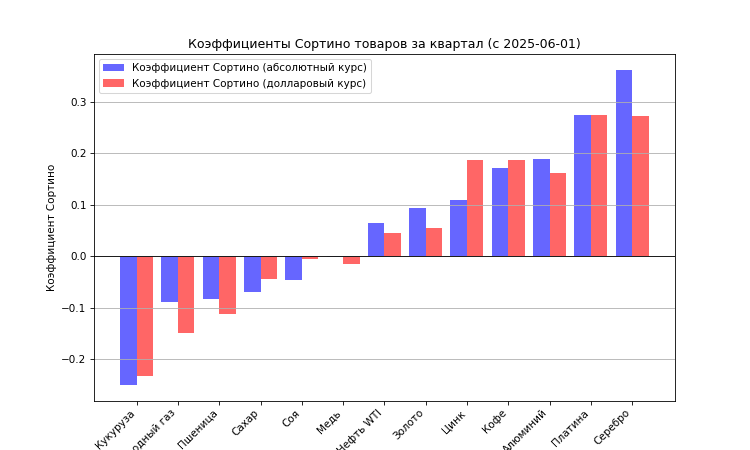 Коэффициенты Сортино товаров за квартал (с 2025-06-01)
Коэффициент Сортино (абсолютный курс)
Коэффициент Сортино (долларовый курс)
Коэффициент Сортино
0.3
0.2
0.1
0.0
−0.1
−0.2
Кукуруза
одный газ
Пшеница
Сахар
Соя
Медь
Нефть WTI
Золото
Цинк
Кофе
Алюминий
Платина
Серебро